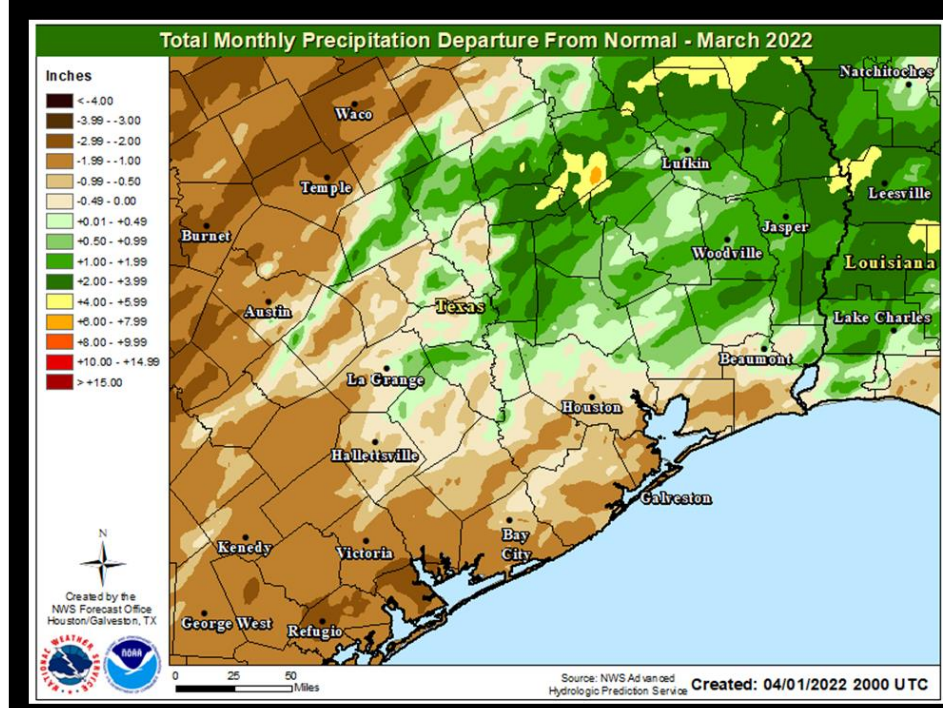 Total Monthly Precipitation Departure From Normal - March 2022
Inches
< -4.00
-3.99 - -3.00
-2.99 - -2.00
-1.99 - -1.00
-0.99 - -0.50
-0.49 - 0.00
+0.01 - +0.49
+0.50 - +0.99
+1.00 - +1.99
+2.00 - +3.99
+4.00 - +5.99
+6.00 - +7.99
+8.00 - +9.99
+10.00 - +14.99
> +15.00
Natchitoches
Waco
Lufkin
Temple
Leesville
Burnet
Jasper
Woodville
Louisiana
Austin
Texas
Lake Charles
Beaumont
La Grange
Houston
Hallettsville
Galveston
Bay
City
Kenedy
Victoria
George West
Refugio
N
Created by the
NWS Forecast Office
Houston/Galveston, TX
NATIONAL WEATHER SERVICE
NOAA
0 25 50
Miles
Source: NWS Advanced
Hydrologic Prediction Service
Created: 04/01/2022 2000 UTC